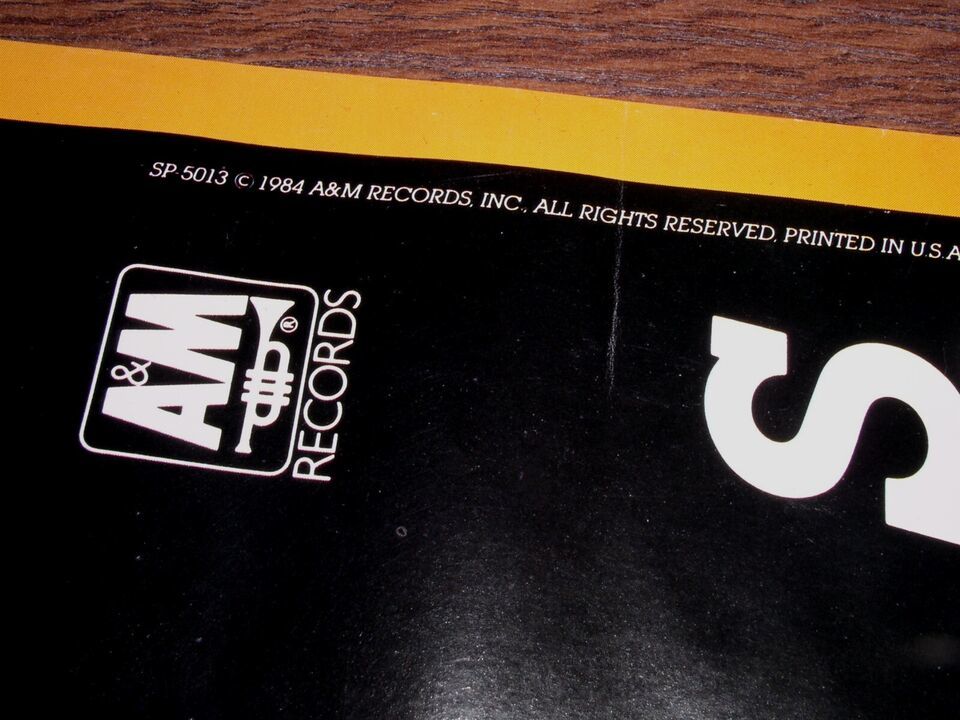 SP-5013 © 1984 A&M RECORDS, INC., ALL RIGHTS RESERVED, PRINTED IN U.S.A
A&M ®
RECORDS
S